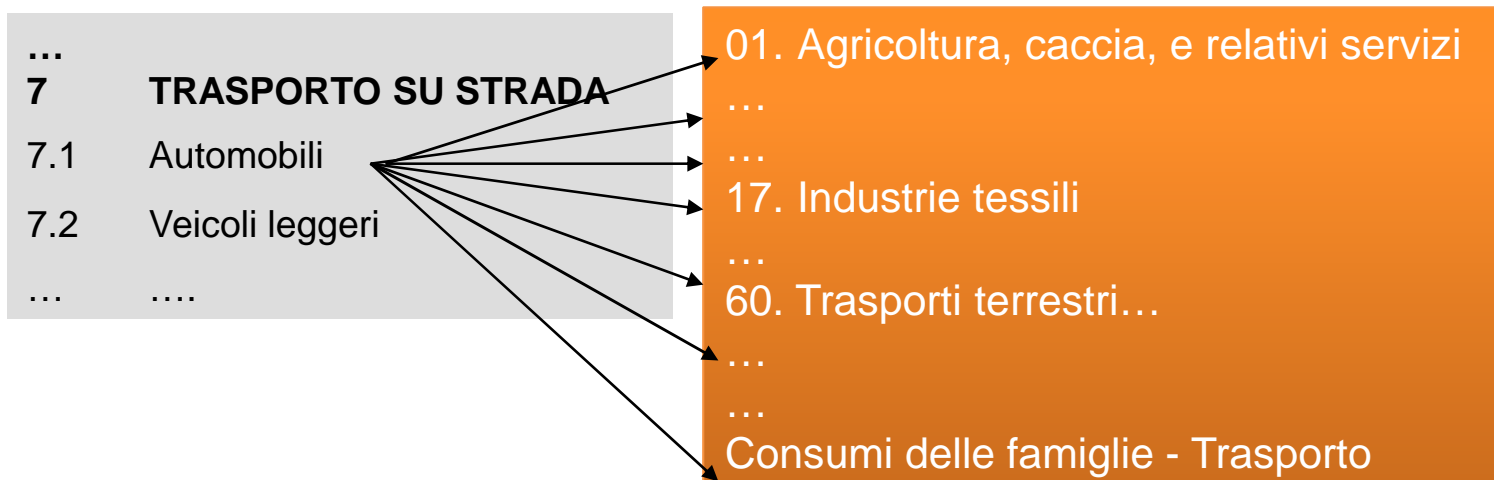 …
7 TRASPORTO SU STRADA
7.1 Automobili
7.2 Veicoli leggeri
… ….
01. Agricoltura, caccia, e relativi servizi
…
…
17. Industrie tessili
…
60. Trasporti terrestri…
…
…
Consumi delle famiglie - Trasporto